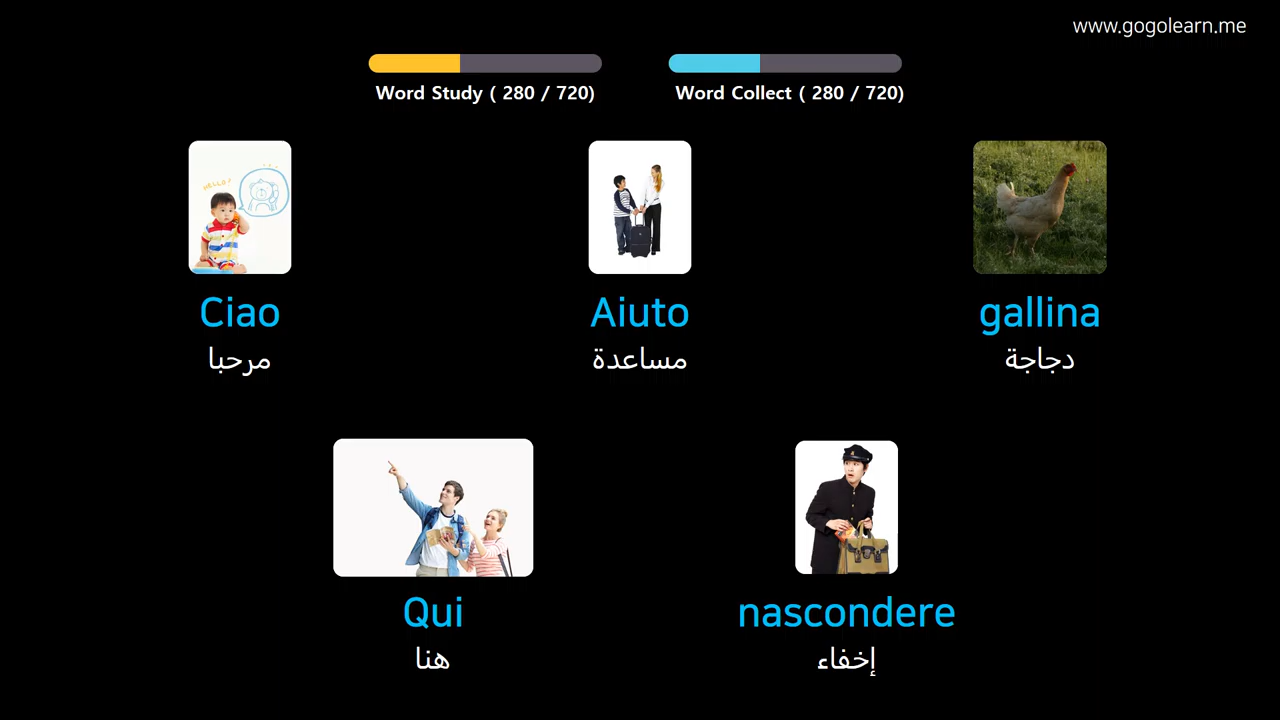 www.gogolearn.me
Word Study ( 280 / 720)
Word Collect ( 280 / 720)
HELLO!
Ciao
مرحبا
Aiuto
مساعدة
gallina
دجاجة
Qui
هنا
nascondere
إخفاء